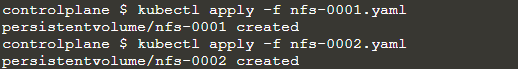 controlplane $ kubectl apply -f nfs-0001.yaml
persistentvolume/nfs-0001 created
controlplane $ kubectl apply -f nfs-0002.yaml
persistentvolume/nfs-0002 created